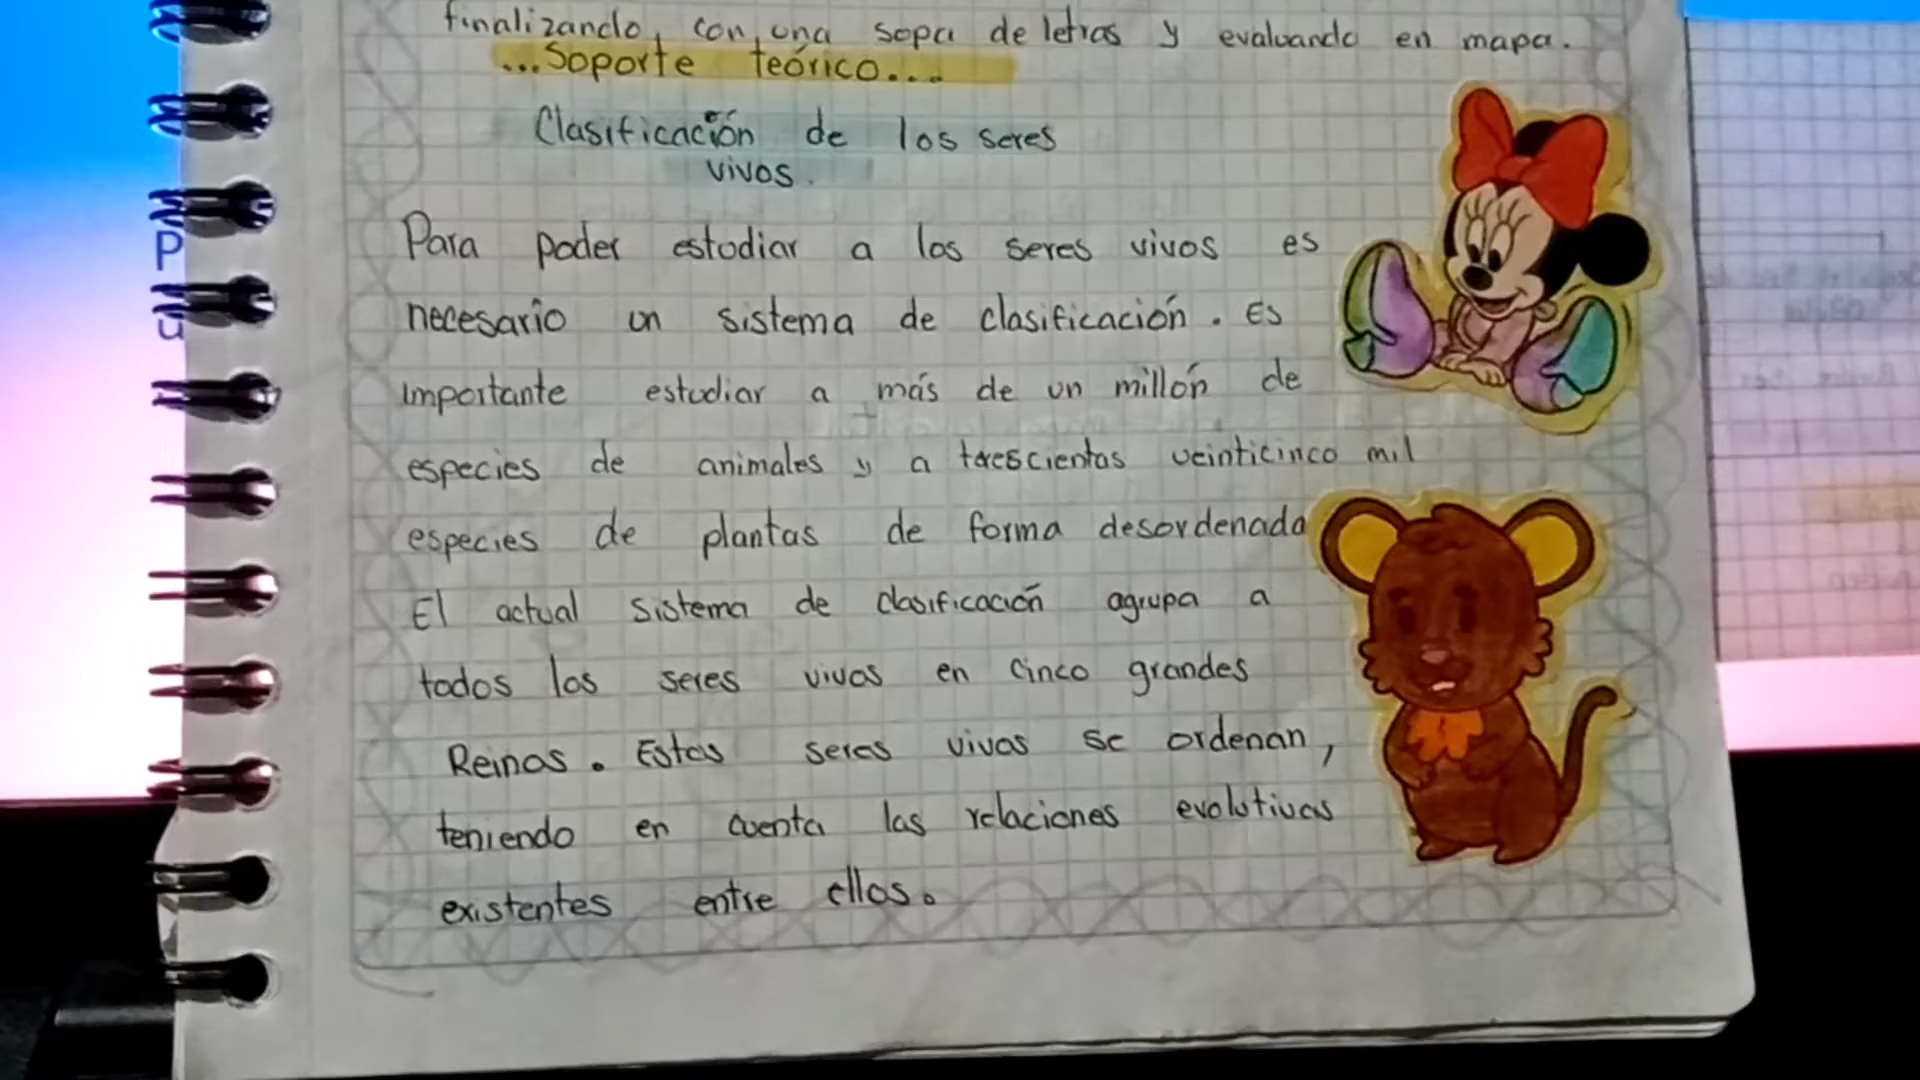 finalizando, con una sopa de letras y evaluando en mapa.
...Soporte teórico...
Clasificación de los seres
vivos.
Para poder estudiar a los seres vivos es
necesario un sistema de clasificación. Es
importante estudiar a más de un millón de
especies de animales y a trescientas veinticinco mil
especies de plantas de forma desordenada
El actual sistema de clasificación agrupa a
todos los seres vivos en cinco grandes
Reinos. Estos seres vivos se ordenan,
teniendo en cuenta las relaciones evolutivas
existentes entre ellos.
P
u